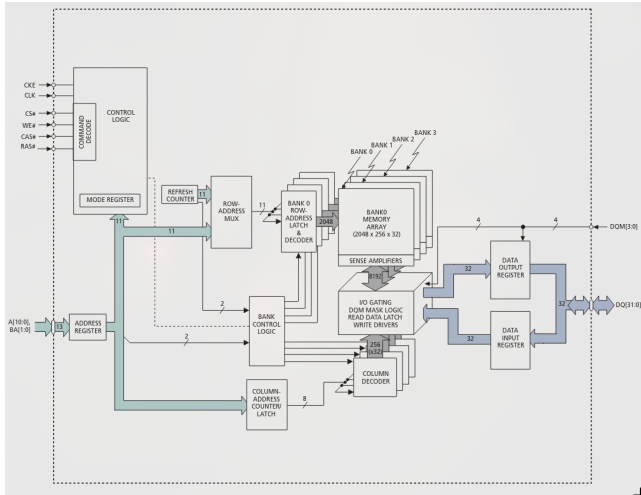 CKE
CLK
CS#
WE#
CAS#
RAS#
COMMAND
DECODE
CONTROL
LOGIC
MODE REGISTER
11
REFRESH
COUNTER
11
11
ROW-
ADDRESS
MUX
11
BANK 0
ROW-
ADDRESS
LATCH
&
DECODER
2048
BANK 0
BANK 1
BANK 2
BANK 3
BANK0
MEMORY
ARRAY
(2048 x 256 x 32)
SENSE AMPLIFIERS
8192
4
4
DQM[3:0]
I/O GATING
DQM MASK LOGIC
READ DATA LATCH
WRITE DRIVERS
32
DATA
OUTPUT
REGISTER
32
DATA
INPUT
REGISTER
32
32
DQ[31:0]
A[10:0],
BA[1:0]
13
ADDRESS
REGISTER
2
2
BANK
CONTROL
LOGIC
256
(x32)
COLUMN
DECODER
COLUMN-
ADDRESS
COUNTER/
LATCH
8